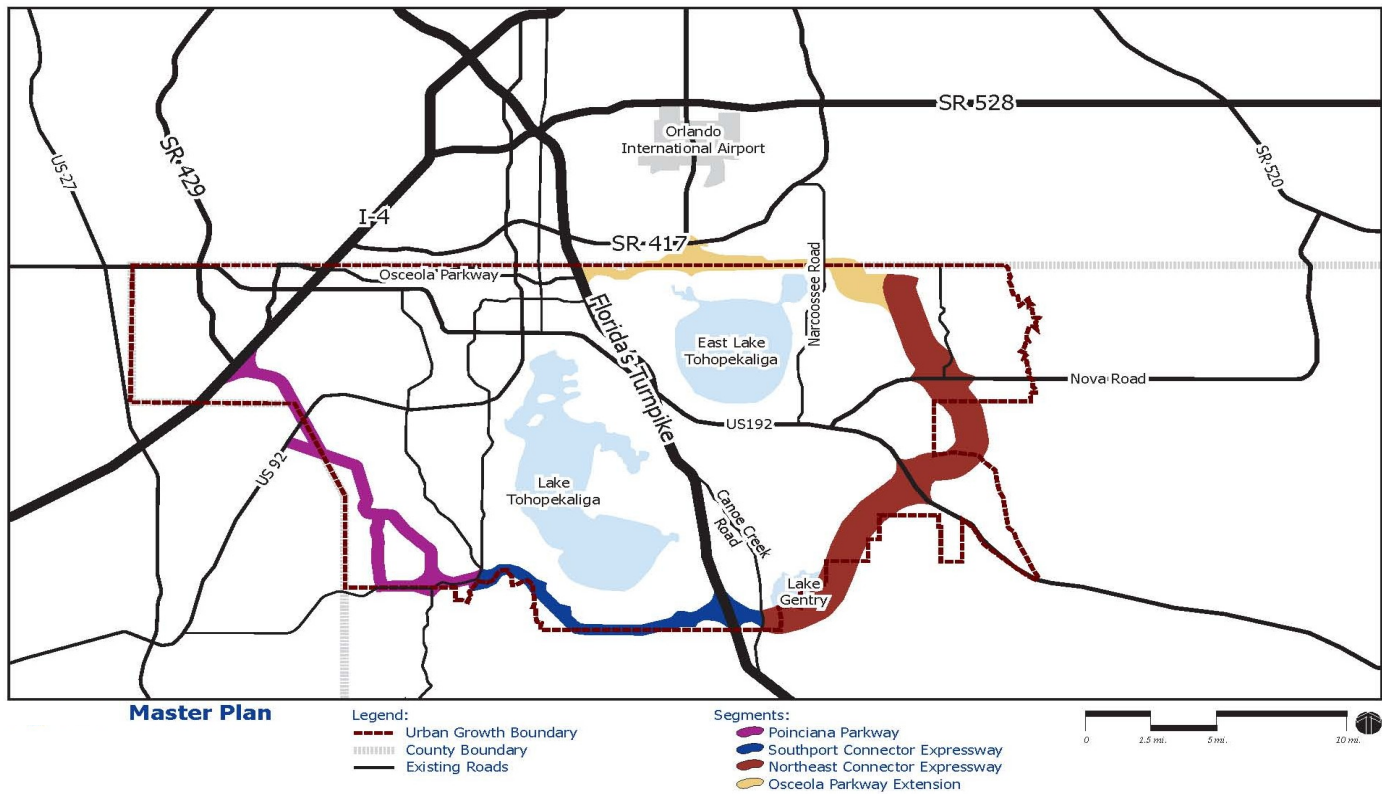 SR-528
Orlando
International Airport
SR-429
US-27
SR-520
I-4
SR-417
Osceola Parkway
Narcoossee Road
Florida's Turnpike
East Lake
Tohopekaliga
Nova Road
US192
US 92
Lake
Tohopekaliga
Canoe Creek
Road
Lake
Gentry
Master Plan
Legend:
Urban Growth Boundary
County Boundary
Existing Roads
Segments:
Poinciana Parkway
Southport Connector Expressway
Northeast Connector Expressway
Osceola Parkway Extension
0 2.5 mi. 5 mi. 10 mi.